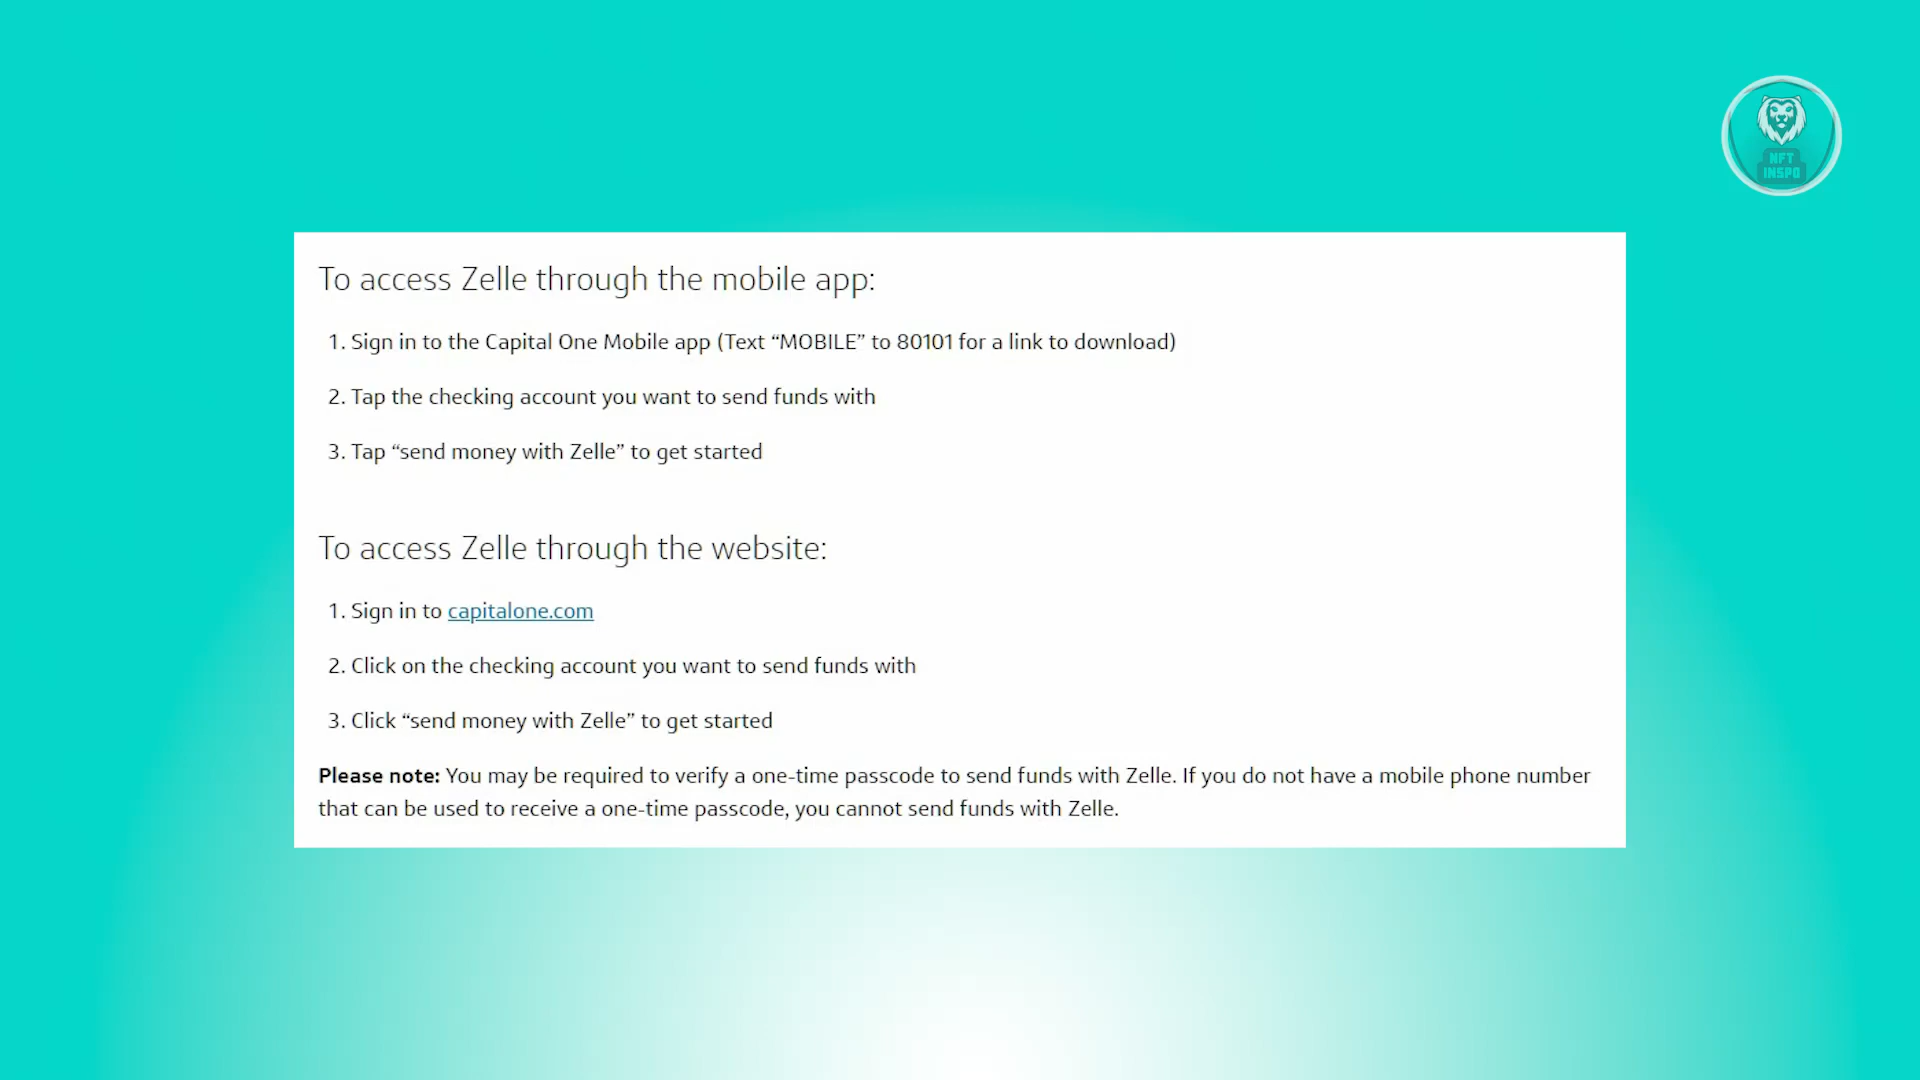 NFT
INSPO
To access Zelle through the mobile app:
1. Sign in to the Capital One Mobile app (Text “MOBILE” to 80101 for a link to download)
2. Tap the checking account you want to send funds with
3. Tap “send money with Zelle” to get started
To access Zelle through the website:
1. Sign in to capitalone.com
2. Click on the checking account you want to send funds with
3. Click “send money with Zelle” to get started
Please note: You may be required to verify a one-time passcode to send funds with Zelle. If you do not have a mobile phone number
that can be used to receive a one-time passcode, you cannot send funds with Zelle.